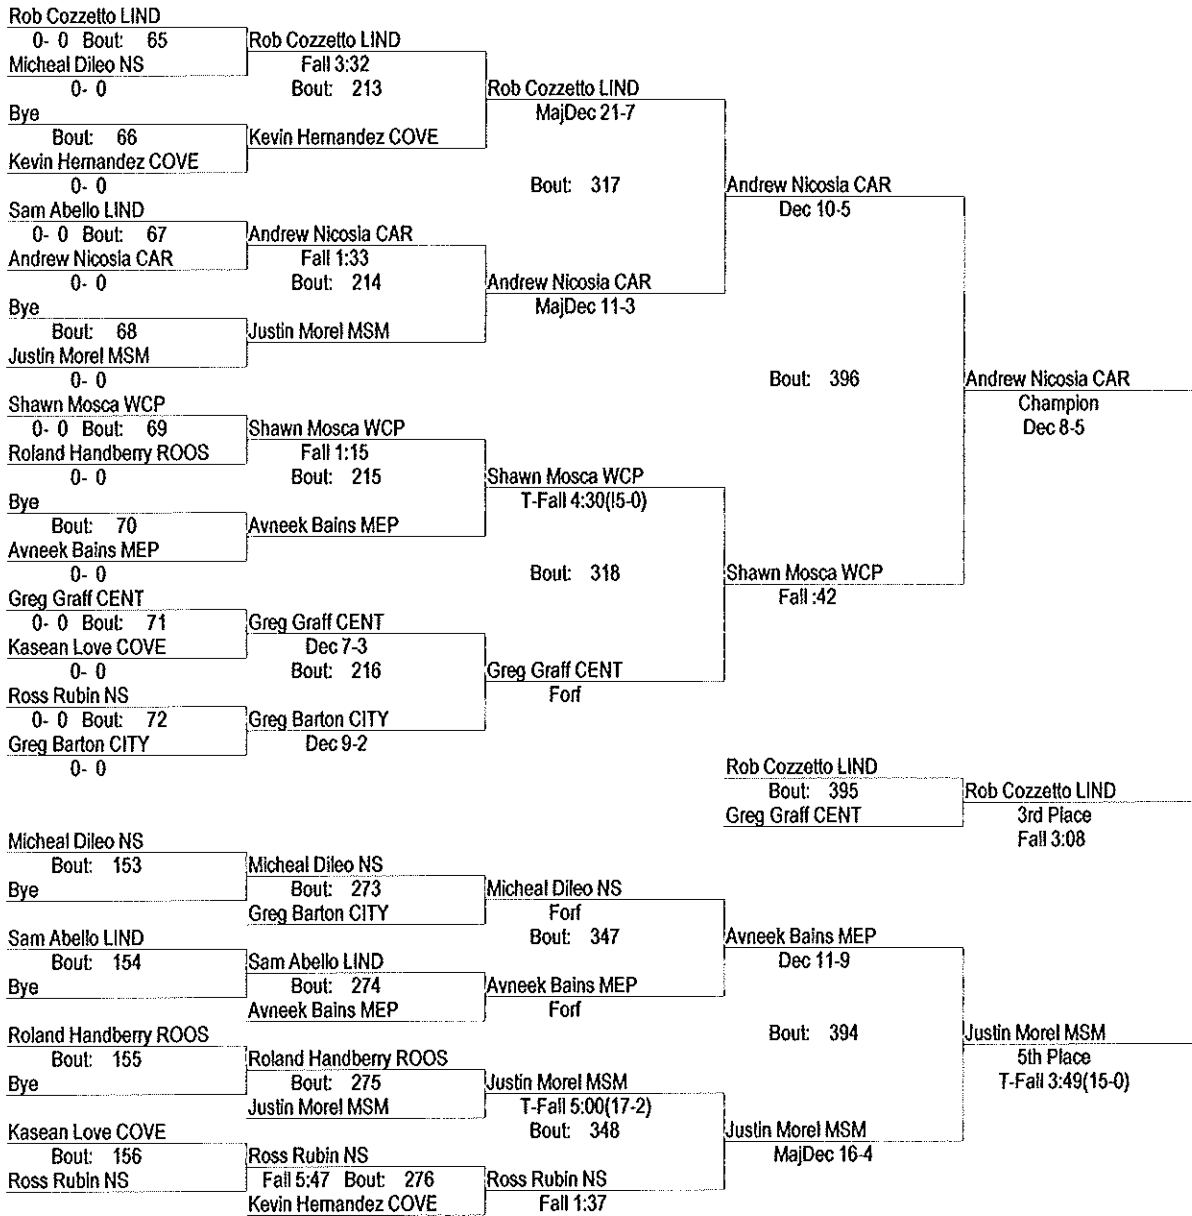 Rob Cozzetto LIND
0- 0 Bout: 65
Rob Cozzetto LIND
Micheal Dileo NS
Fall 3:32
0- 0
Bout: 213
Rob Cozzetto LIND
Bye
MajDec 21-7
Bout: 66
Kevin Hernandez COVE
Kevin Hernandez COVE
0- 0
Bout: 317
Andrew Nicosia CAR
Sam Abello LIND
Dec 10-5
0- 0 Bout: 67
Andrew Nicosia CAR
Andrew Nicosia CAR
Fall 1:33
0- 0
Bout: 214
Andrew Nicosia CAR
Bye
MajDec 11-3
Bout: 68
Justin Morel MSM
Justin Morel MSM
0- 0
Bout: 396
Andrew Nicosia CAR
Shawn Mosca WCP
Champion
0- 0 Bout: 69
Shawn Mosca WCP
Dec 8-5
Roland Handberry ROOS
Fall 1:15
0- 0
Bout: 215
Shawn Mosca WCP
Bye
T-Fall 4:30(I5-0)
Bout: 70
Avneek Bains MEP
Avneek Bains MEP
0- 0
Bout: 318
Shawn Mosca WCP
Greg Graff CENT
Fall :42
0- 0 Bout: 71
Greg Graff CENT
Kasean Love COVE
Dec 7-3
0- 0
Bout: 216
Greg Graff CENT
Ross Rubin NS
Forf
0- 0 Bout: 72
Greg Barton CITY
Greg Barton CITY
Dec 9-2
0- 0
Rob Cozzetto LIND
Bout: 395
Rob Cozzetto LIND
Greg Graff CENT
3rd Place
Fall 3:08
Micheal Dileo NS
Bout: 153
Micheal Dileo NS
Bye
Bout: 273
Micheal Dileo NS
Greg Barton CITY
Forf
Sam Abello LIND
Bout: 347
Avneek Bains MEP
Bout: 154
Sam Abello LIND
Dec 11-9
Bye
Bout: 274
Avneek Bains MEP
Avneek Bains MEP
Forf
Roland Handberry ROOS
Bout: 394
Justin Morel MSM
Bout: 155
Roland Handberry ROOS
5th Place
Bye
Bout: 275
Justin Morel MSM
T-Fall 3:49(15-0)
Justin Morel MSM
T-Fall 5:00(17-2)
Kasean Love COVE
Bout: 348
Justin Morel MSM
Bout: 156
Ross Rubin NS
MajDec 16-4
Ross Rubin NS
Fall 5:47 Bout: 276
Ross Rubin NS
Kevin Hernandez COVE
Fall 1:37